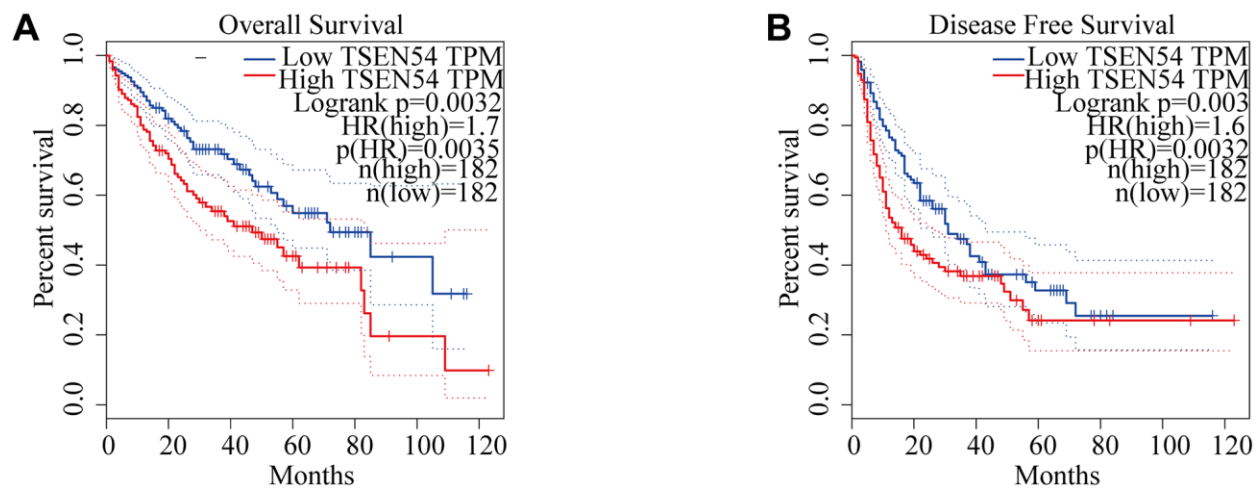 A
Overall Survival
Low TSEN54 TPM
High TSEN54 TPM
Logrank p=0.0032
HR(high)=1.7
p(HR)=0.0035
n(high)=182
n(low)=182
Percent survival
1.0
0.8
0.6
0.4
0.2
0.0
0 20 40 60 80 100 120
Months
B
Disease Free Survival
Low TSEN54 TPM
High TSEN54 TPM
Logrank p=0.003
HR(high)=1.6
p(HR)=0.0032
n(high)=182
n(low)=182
Percent survival
1.0
0.8
0.6
0.4
0.2
0.0
0 20 40 60 80 100 120
Months